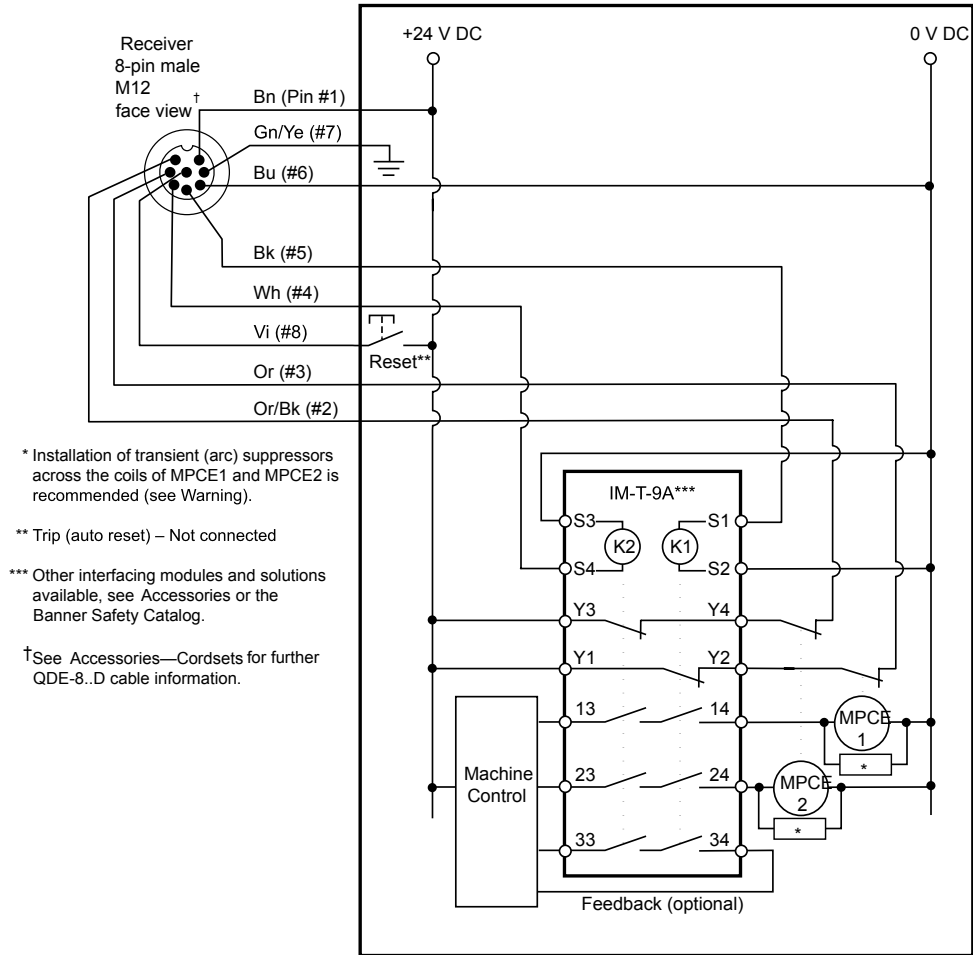 +24 V DC
0 V DC
Receiver
8-pin male
M12
face view †
Bn (Pin #1)
Gn/Ye (#7)
Bu (#6)
Bk (#5)
Wh (#4)
Vi (#8)
Reset**
Or (#3)
Or/Bk (#2)
* Installation of transient (arc) suppressors
across the coils of MPCE1 and MPCE2 is
recommended (see Warning).
** Trip (auto reset) – Not connected
*** Other interfacing modules and solutions
available, see Accessories or the
Banner Safety Catalog.
†See Accessories—Cordsets for further
QDE-8..D cable information.
IM-T-9A***
S3 S1
K2 K1
S4 S2
Y3 Y4
Y1 Y2
13 14
MPCE
1
*
Machine
Control
23 24
MPCE
2
*
33 34
Feedback (optional)